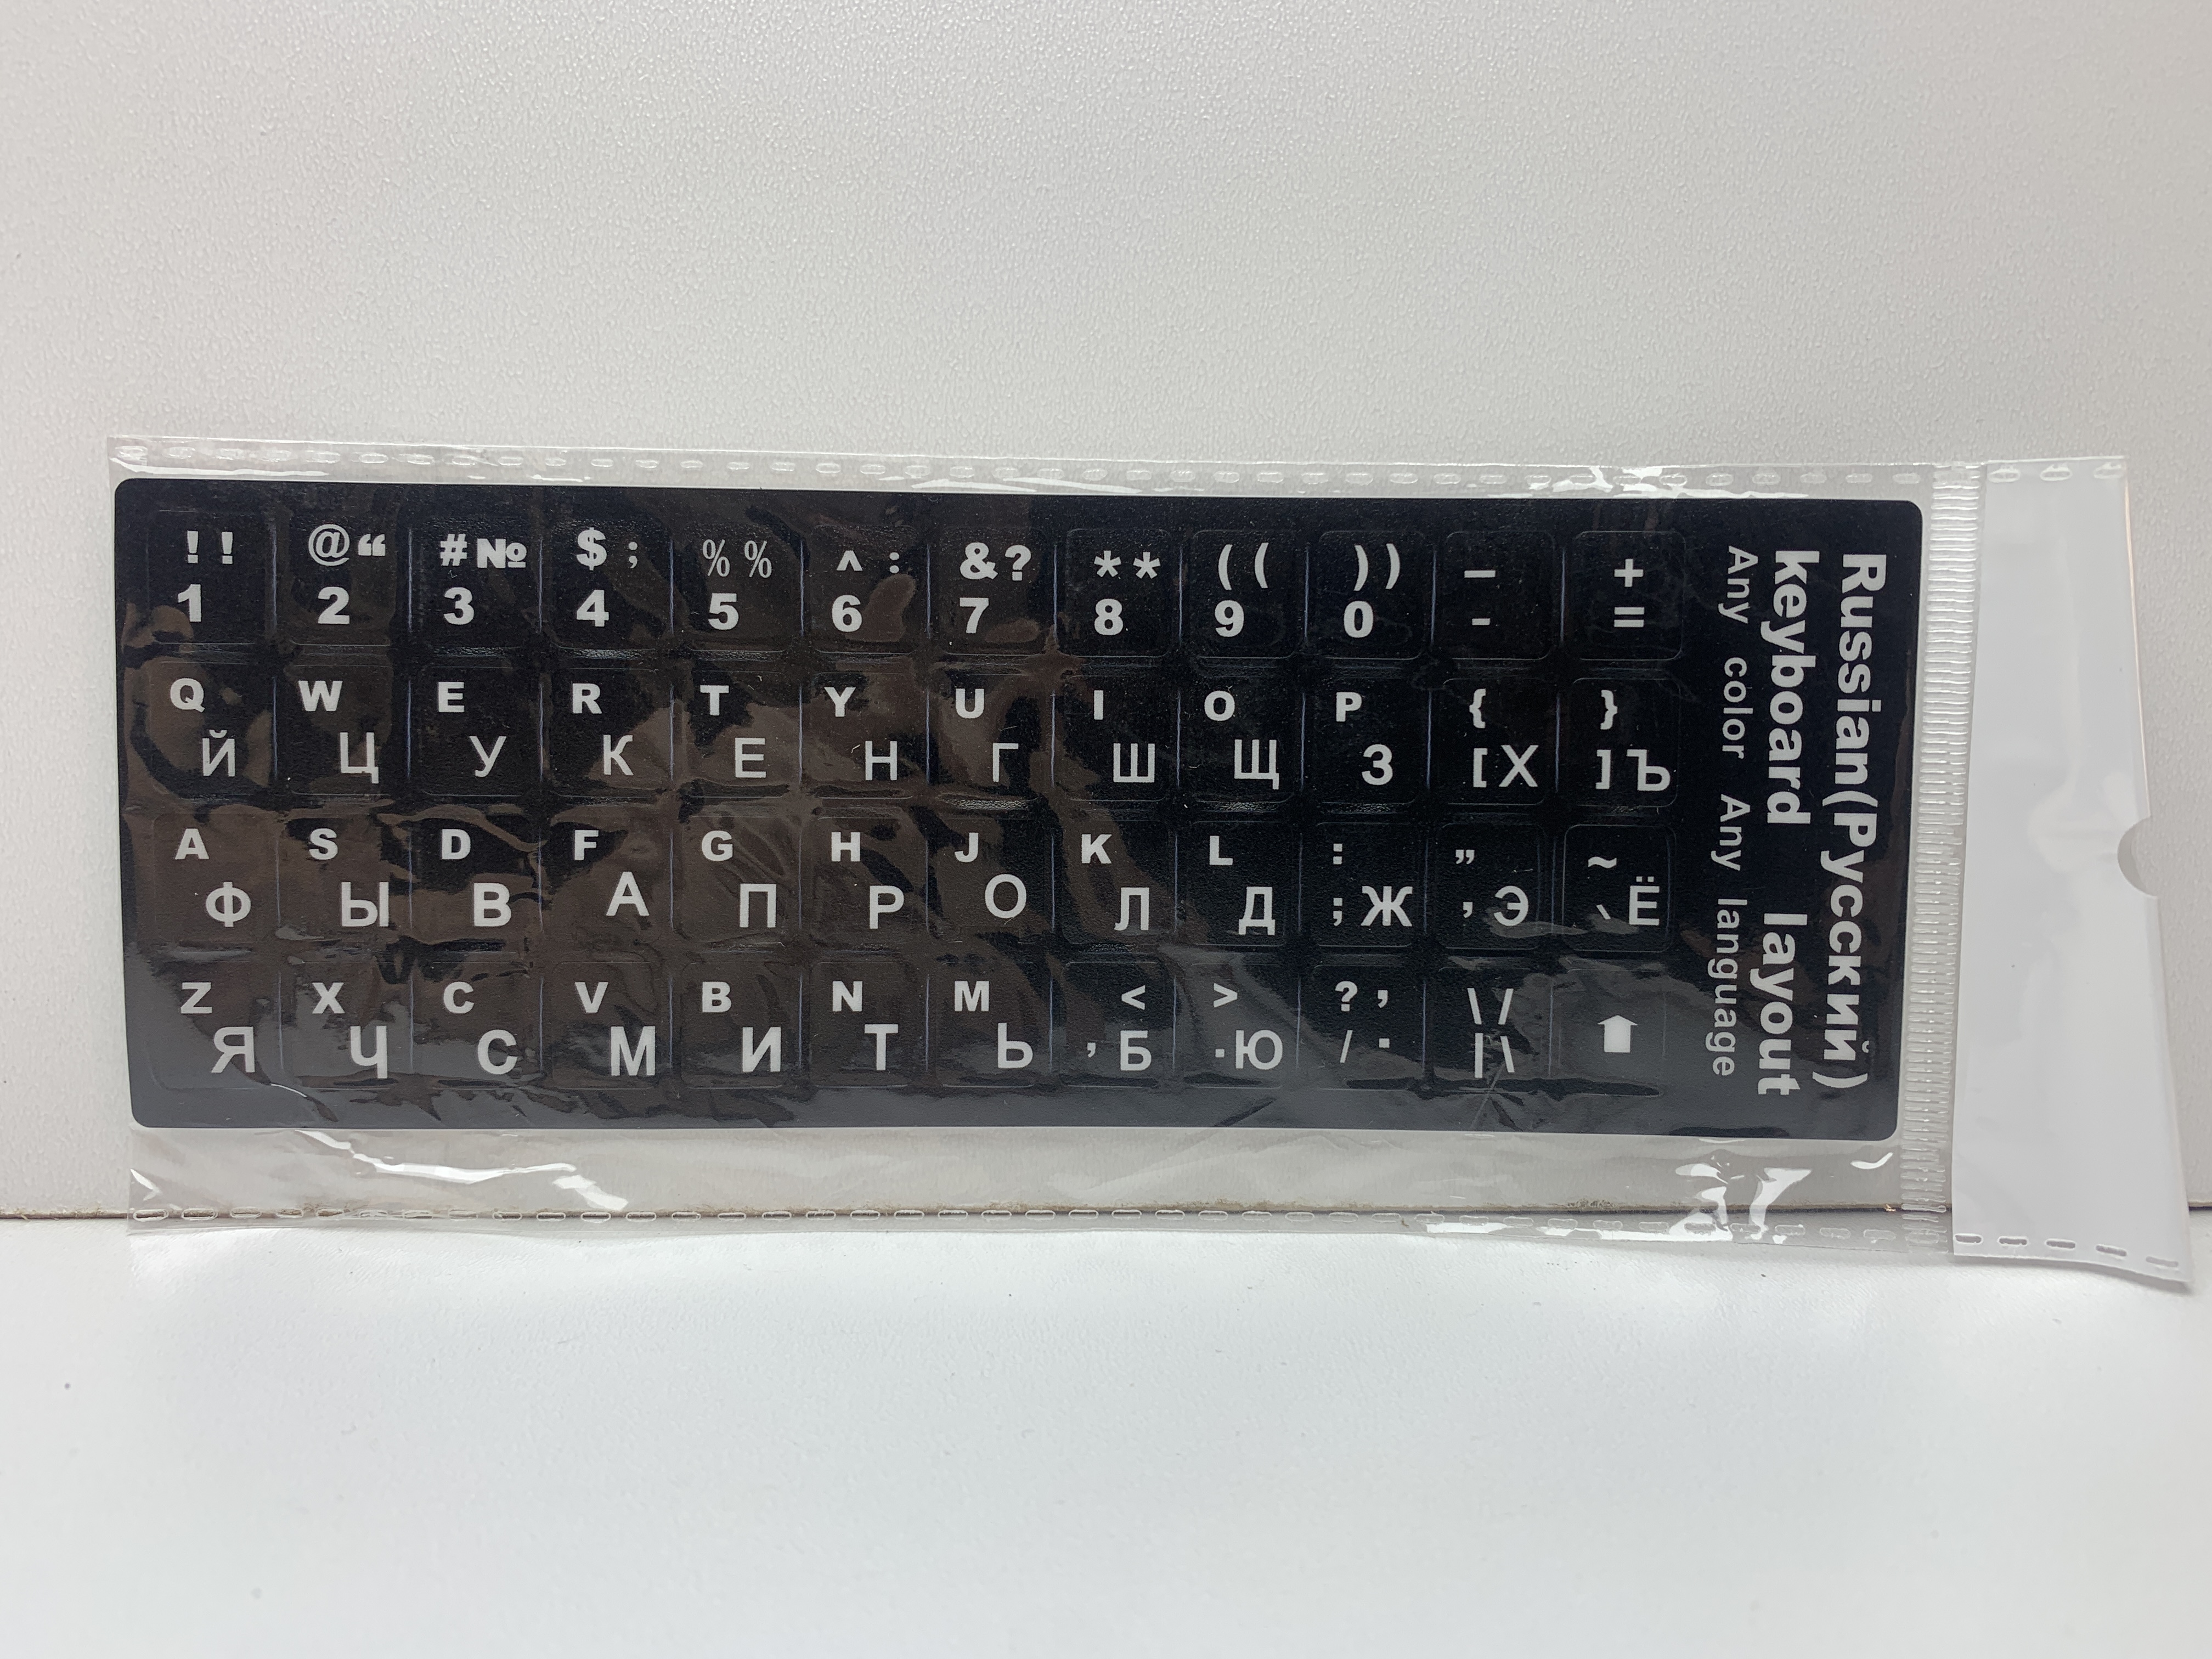 ! ! @ “ # № $ ; % % ^ : & ? * * ( ( ) ) _ +
1 2 3 4 5 6 7 8 9 0 - =
Q W E R T Y U I O P { }
Й Ц У К Е Н Г Ш Щ З [ Х ] Ъ
A S D F G H J K L : ” ~
Ф Ы В А П Р О Л Д ; Ж ’ Э ` Ё
Z X C V B N M < > ? , \ /
Я Ч С М И Т Ь , Б . Ю / . | \
Russian(Русский)
keyboard layout
Any color Any language